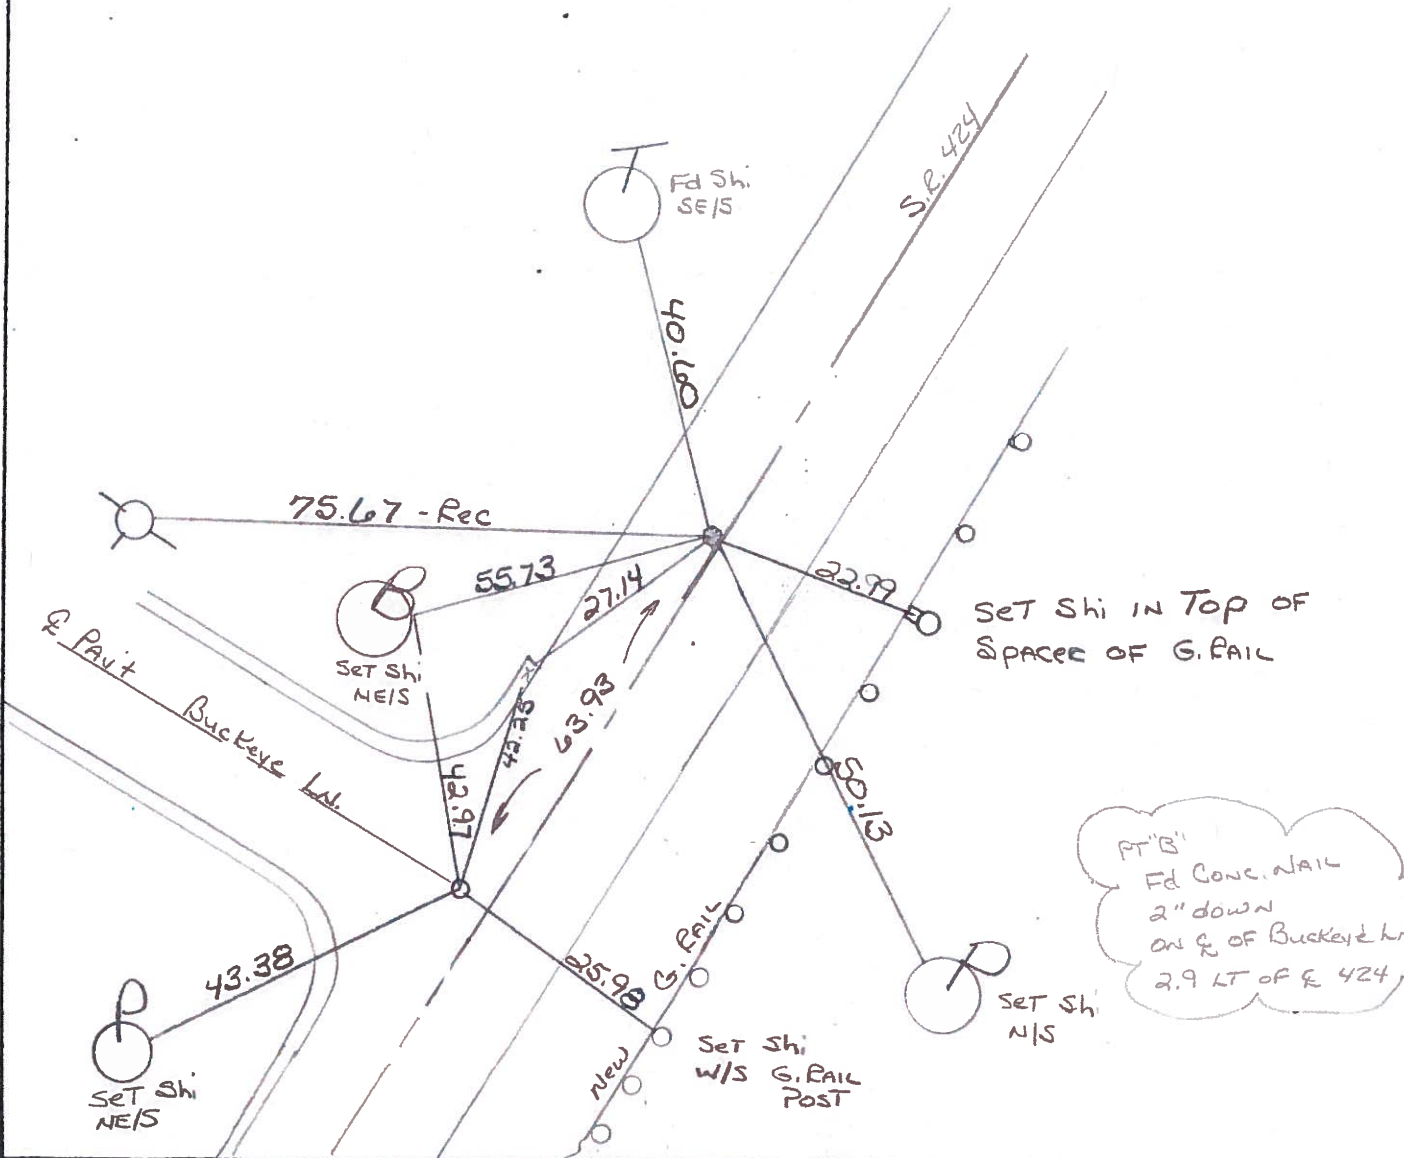 S.R. 424
Fd Shi
SE/S
40.60
75.67 - Rec
55.73
27.14
22.99
Set Shi in Top of
Spacer of G. Rail
Set Shi
NE/S
℄ Pav't Buckeye Ln.
63.93
42.25
42.97
50.13
PT "B"
Fd Conc. Nail
2" down
on ℄ of Buckeye Ln
2.9 LT of ℄ 424
43.38
25.98
New G. Rail
Set Shi
N/S
Set Shi
W/S G. Rail
Post
Set Shi
NE/S